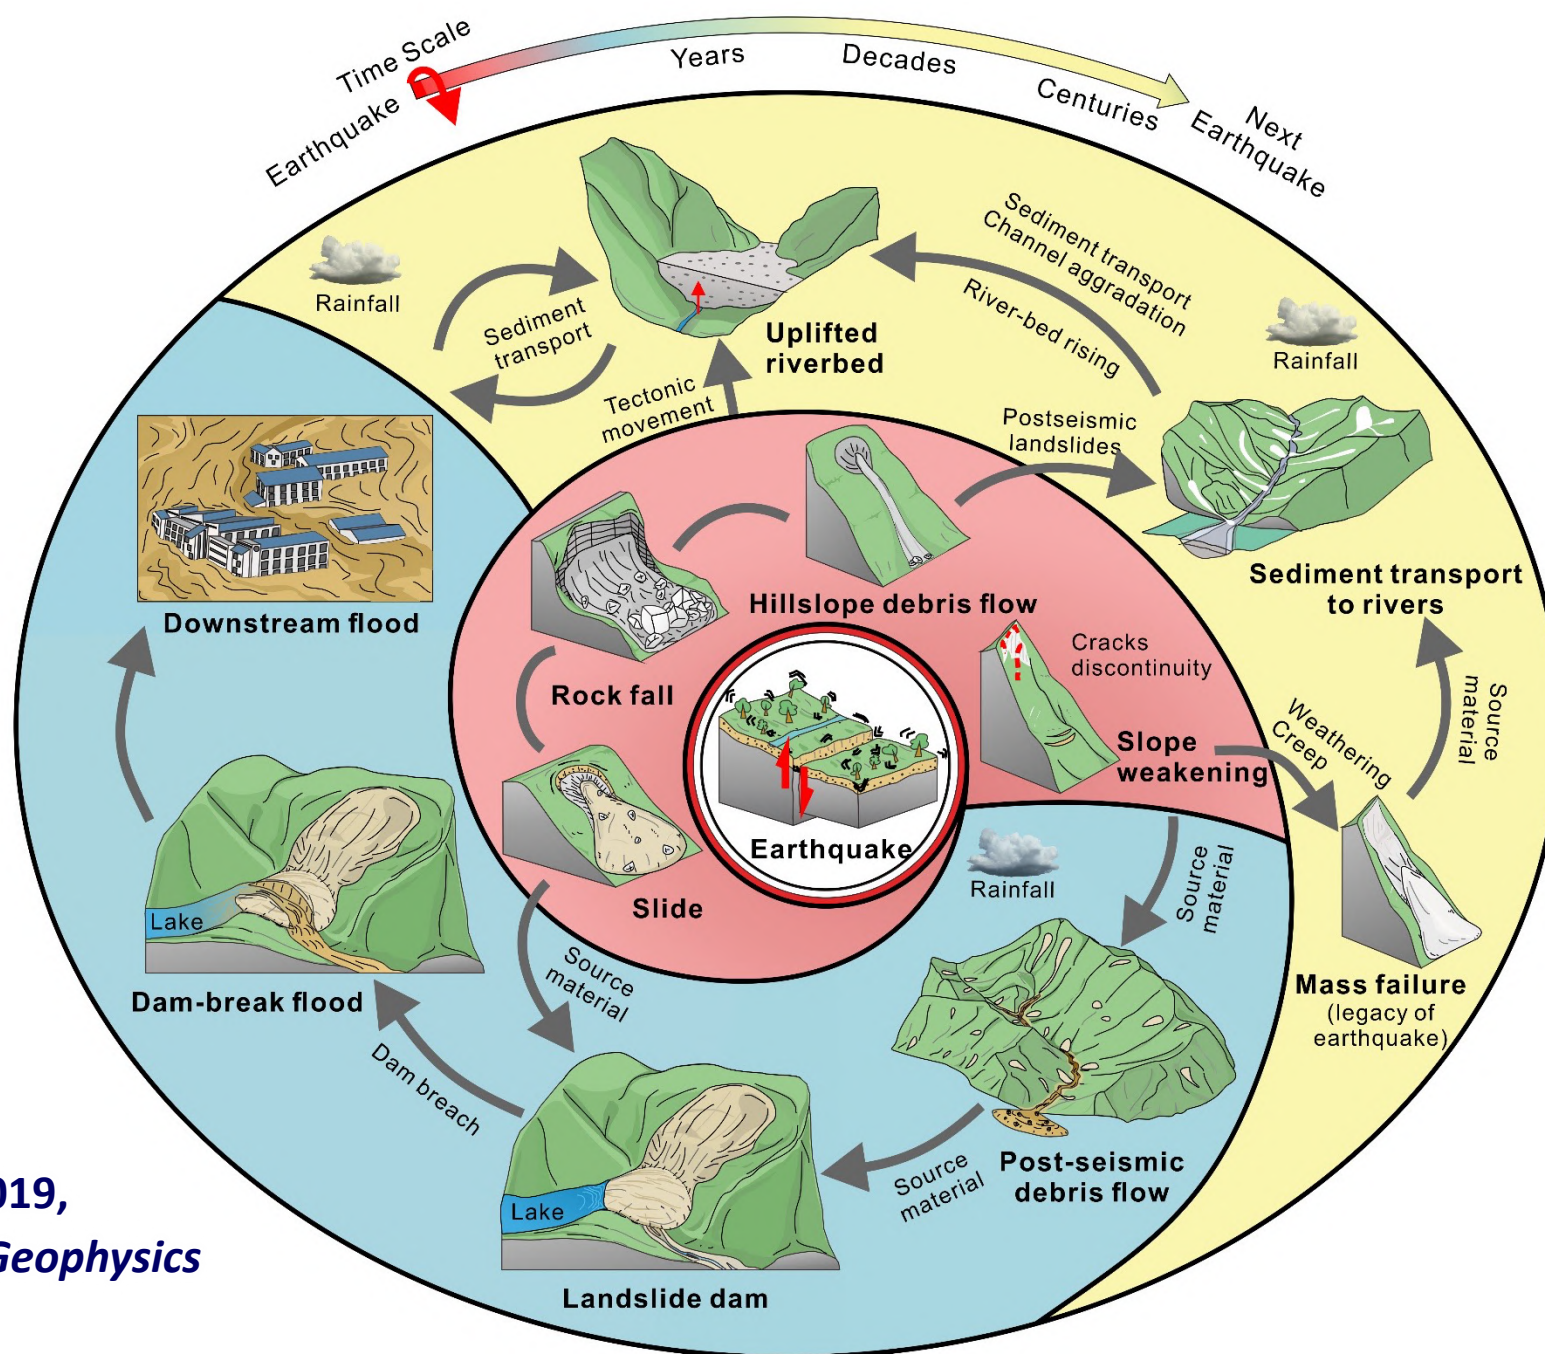 Time Scale
Earthquake
Years
Decades
Centuries
Next
Earthquake
Rainfall
Sediment
transport
Uplifted
riverbed
Tectonic
movement
Sediment transport
Channel aggradation
River-bed rising
Rainfall
Postseismic
landslides
Sediment transport
to rivers
Downstream flood
Hillslope debris flow
Rock fall
Cracks
discontinuity
Slope
weakening
Weathering
Creep
Source
material
Earthquake
Slide
Rainfall
Source
material
Mass failure
(legacy of
earthquake)
Lake
Dam-break flood
Source
material
Dam breach
Lake
Landslide dam
Source
material
Post-seismic
debris flow
019,
Geophysics